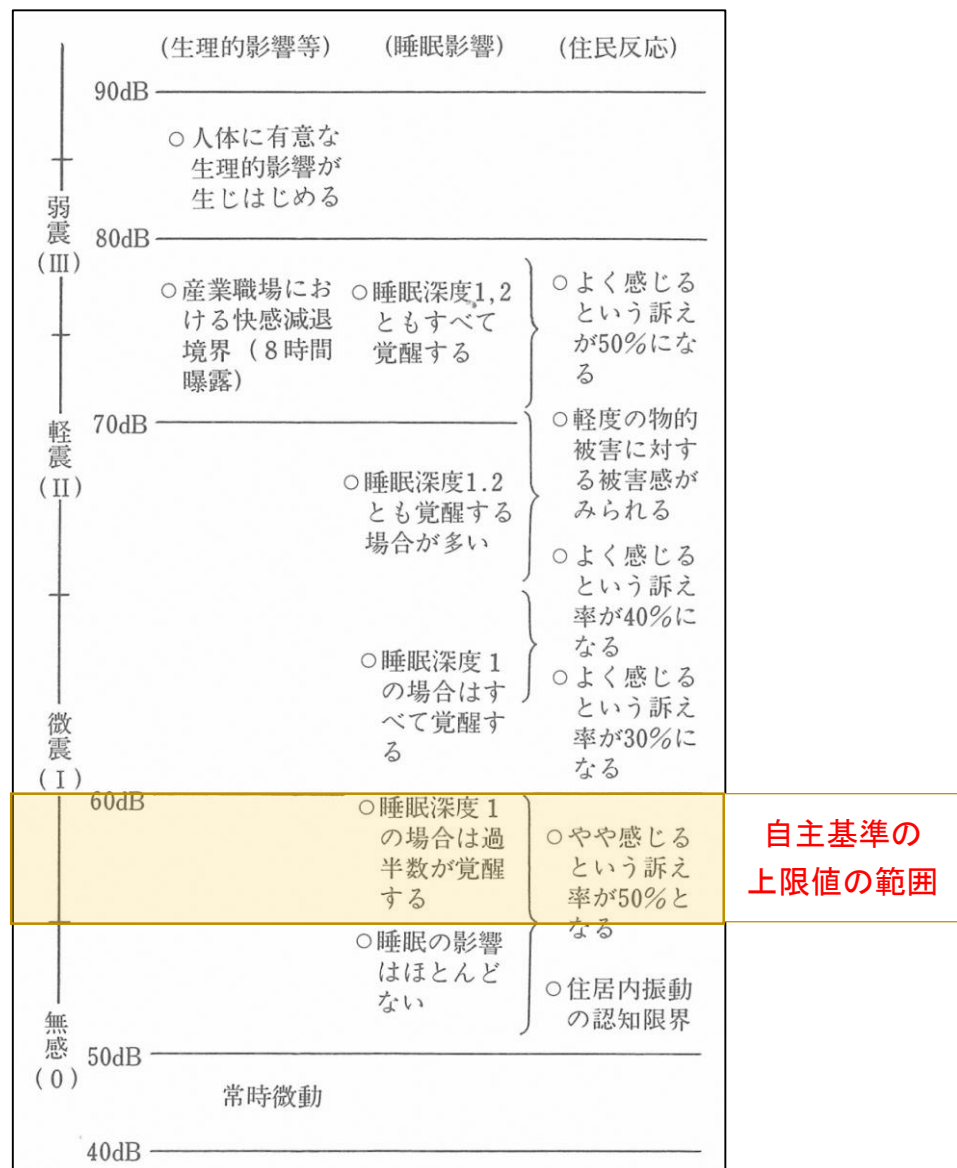 (生理的影響等) (睡眠影響) (住民反応)
90dB
○人体に有意な
生理的影響が
生じはじめる
弱震
(Ⅲ)
80dB
○産業職場にお
ける快感減退
境界(8時間
曝露)
○睡眠深度1,2
ともすべて
覚醒する
○よく感じる
という訴え
が50%にな
る
70dB
軽震
(Ⅱ)
○睡眠深度1.2
とも覚醒する
場合が多い
○軽度の物的
被害に対す
る被害感が
みられる
○よく感じる
という訴え
率が40%に
なる
○睡眠深度1
の場合はす
べて覚醒す
る
○よく感じる
という訴え
率が30%に
なる
微震
(Ⅰ)
60dB
○睡眠深度1
の場合は過
半数が覚醒
する
○やや感じる
という訴え
率が50%と
なる
自主基準の
上限値の範囲
○睡眠の影響
はほとんど
ない
○住居内振動
の認知限界
無感
(0)
50dB
常時微動
40dB